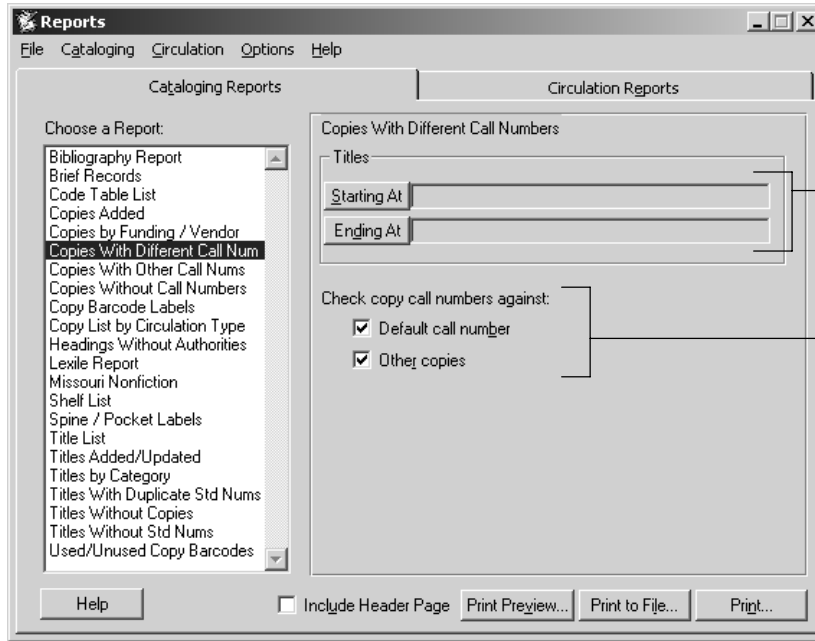 Reports
File Cataloging Circulation Options Help
Cataloging Reports Circulation Reports
Choose a Report:
Bibliography Report
Brief Records
Code Table List
Copies Added
Copies by Funding / Vendor
Copies With Different Call Num
Copies With Other Call Nums
Copies Without Call Numbers
Copy Barcode Labels
Copy List by Circulation Type
Headings Without Authorities
Lexile Report
Missouri Nonfiction
Shelf List
Spine / Pocket Labels
Title List
Titles Added/Updated
Titles by Category
Titles With Duplicate Std Nums
Titles Without Copies
Titles Without Std Nums
Used/Unused Copy Barcodes
Copies With Different Call Numbers
Titles
Starting At
Ending At
Check copy call numbers against:
Default call number
Other copies
Help Include Header Page Print Preview... Print to File... Print...